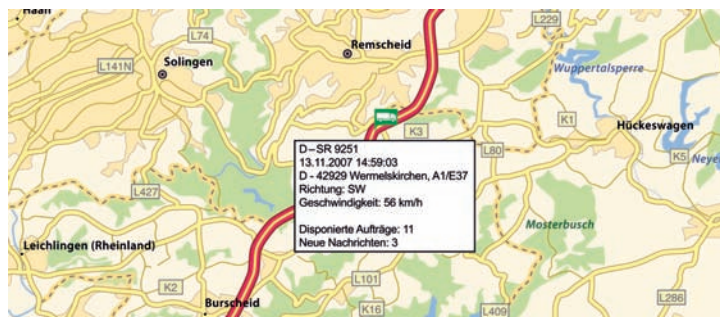 Haan
L74
L229
Remscheid
L141N
Solingen
Wuppertalsperre
K1
K3
Hückeswagen
D–SR 9251
13.11.2007 14:59:03
D - 42929 Wermelskirchen, A1/E37
Richtung: SW
Geschwindigkeit: 56 km/h
Disponierte Aufträge: 11
Neue Nachrichten: 3
L80
K5
Neye
L427
Mosterbusch
Leichlingen (Rheinland)
L101
K2
Burscheid
K16
L409
L286